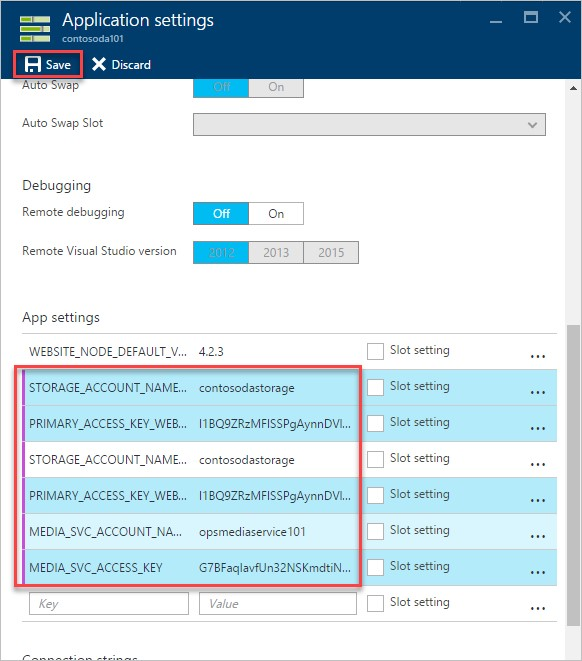 Application settings
contosoda101
Save Discard
Auto Swap Off On
Auto Swap Slot
Debugging
Remote debugging Off On
Remote Visual Studio version 2012 2013 2015
App settings
WEBSITE_NODE_DEFAULT_V... 4.2.3 Slot setting ...
STORAGE_ACCOUNT_NAME... contosodastorage Slot setting ...
PRIMARY_ACCESS_KEY_WEB... I1BQ9ZRzMFISSPgAynnDVI... Slot setting ...
STORAGE_ACCOUNT_NAME... contosodastorage Slot setting ...
PRIMARY_ACCESS_KEY_WEB... I1BQ9ZRzMFISSPgAynnDVI... Slot setting ...
MEDIA_SVC_ACCOUNT_NA... opsmediaservice101 Slot setting ...
MEDIA_SVC_ACCESS_KEY G7BFaqIavfUn32NSKmdtiN... Slot setting ...
Key Value Slot setting ...
Connection strings